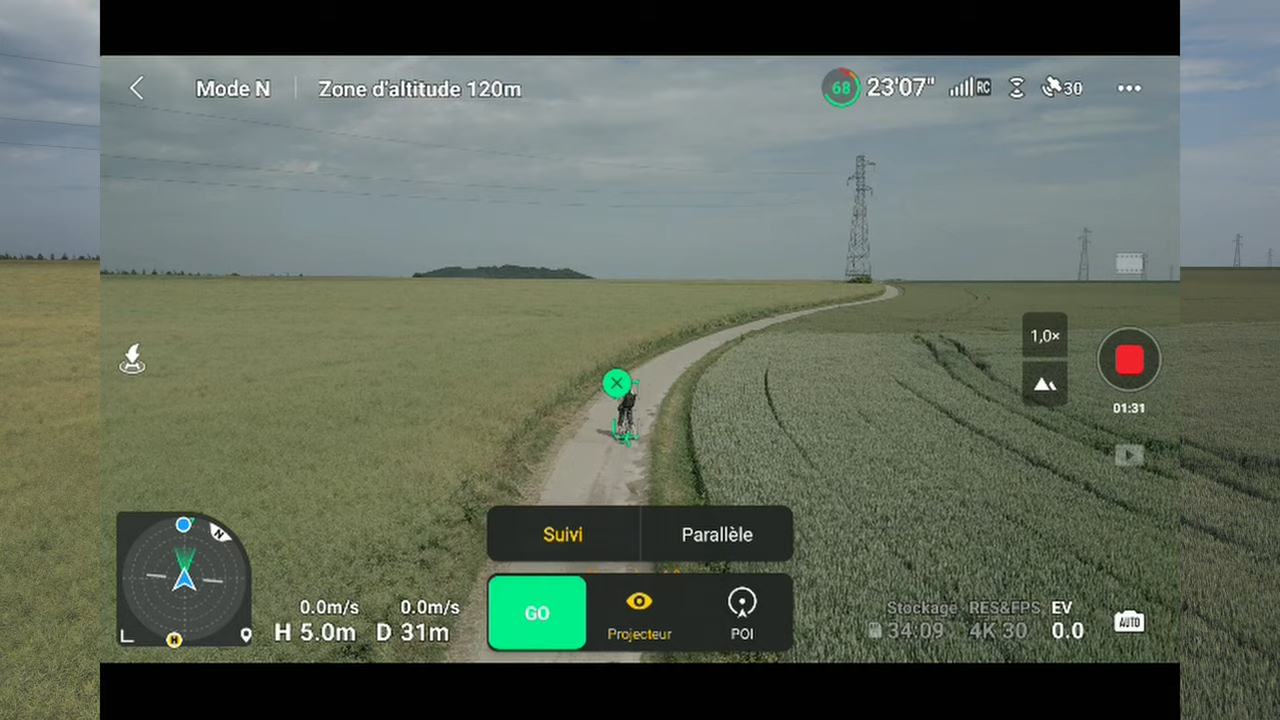 Mode N
Zone d'altitude 120m
68
23'07"
RC
30
1,0×
01:31
Suivi
Parallèle
N
H
L
0.0m/s
0.0m/s
H 5.0m
D 31m
GO
Projecteur
POI
Stockage
RES&FPS
EV
34:09
4K 30
0.0
AUTO